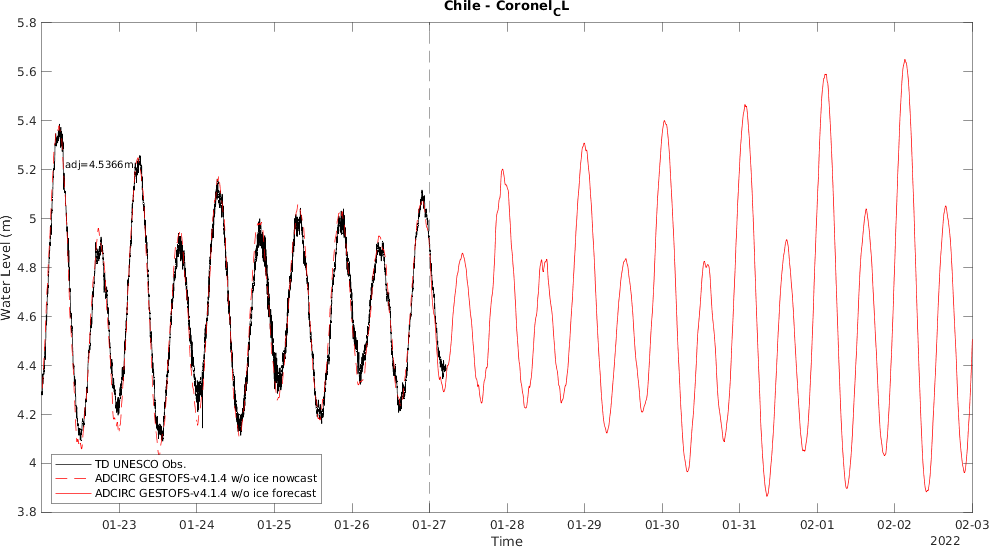 Chile - Coronel_CL
5.8
5.6
5.4
5.2
5
4.8
4.6
4.4
4.2
4
3.8
Water Level (m)
adj=4.5366m
TD UNESCO Obs.
ADCIRC GESTOFS-v4.1.4 w/o ice nowcast
ADCIRC GESTOFS-v4.1.4 w/o ice forecast
01-23 01-24 01-25 01-26 01-27 01-28 01-29 01-30 01-31 02-01 02-02 02-03
Time
2022